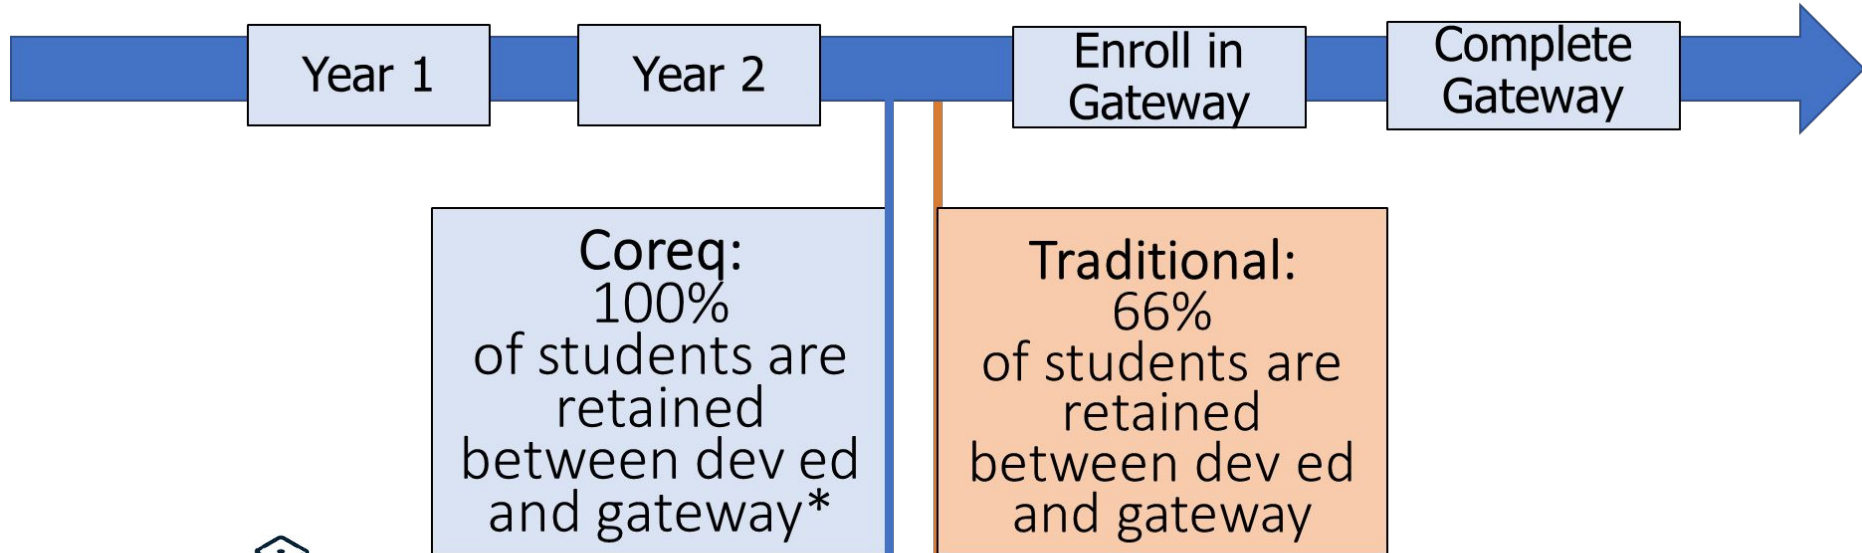 Year 1
Year 2
Enroll in
Gateway
Complete
Gateway
Coreq:
100%
of students are
retained
between dev ed
and gateway*
Traditional:
66%
of students are
retained
between dev ed
and gateway